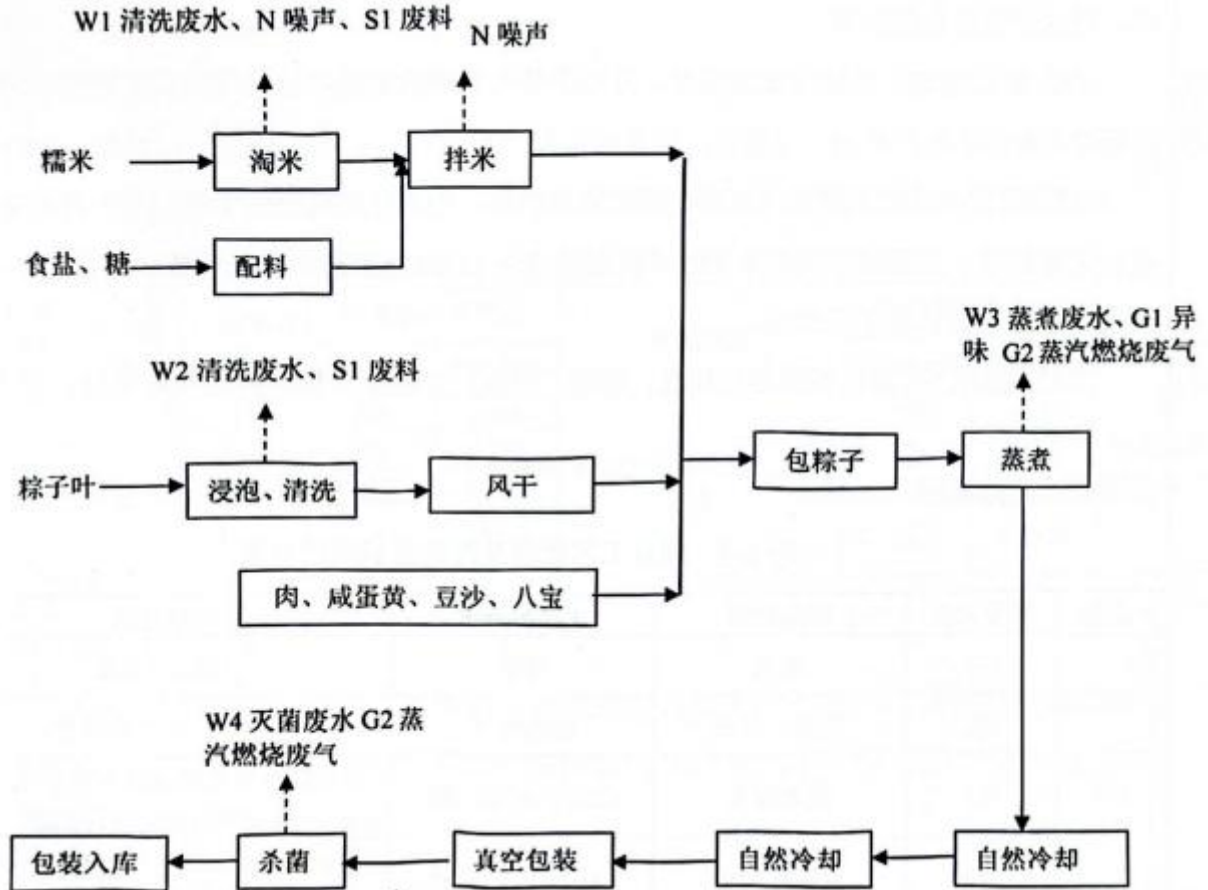 W1 清洗废水、N 噪声、S1 废料
N 噪声
糯米
淘米
拌米
食盐、糖
配料
W3 蒸煮废水、G1 异
味 G2 蒸汽燃烧废气
W2 清洗废水、S1 废料
粽子叶
浸泡、清洗
风干
包粽子
蒸煮
肉、咸蛋黄、豆沙、八宝
W4 灭菌废水 G2 蒸
汽燃烧废气
包装入库
杀菌
真空包装
自然冷却
自然冷却